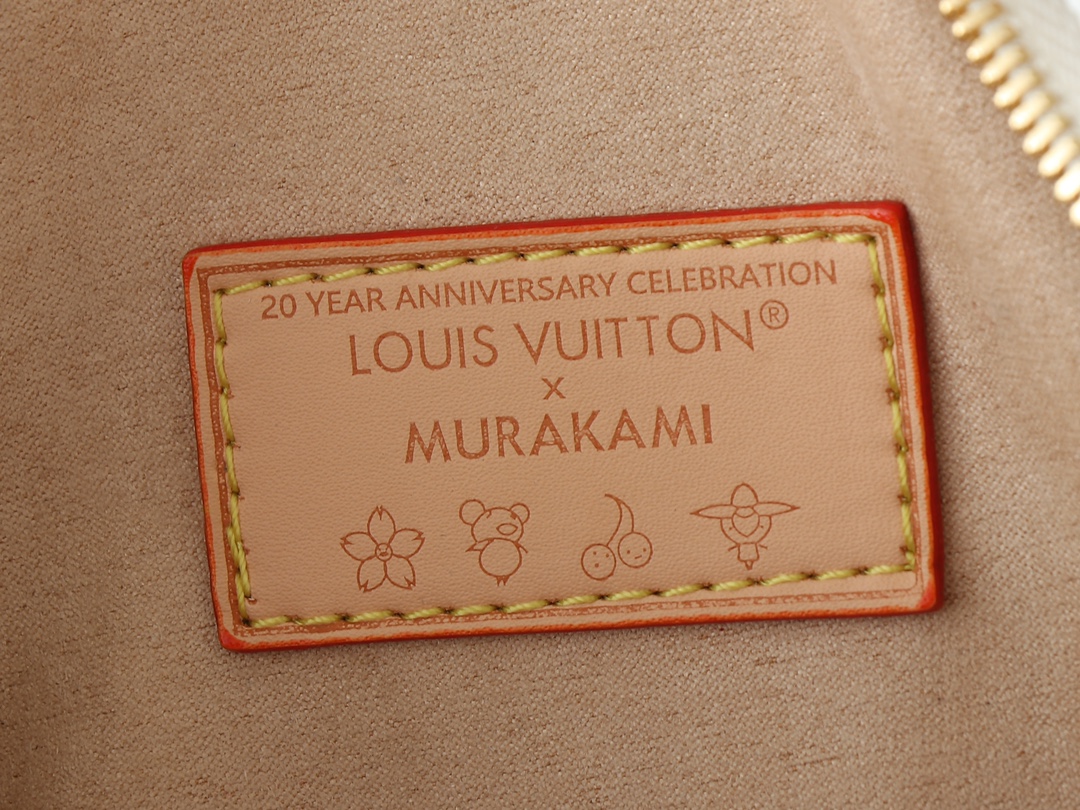 20 YEAR ANNIVERSARY CELEBRATION
LOUIS VUITTON®
x
MURAKAMI